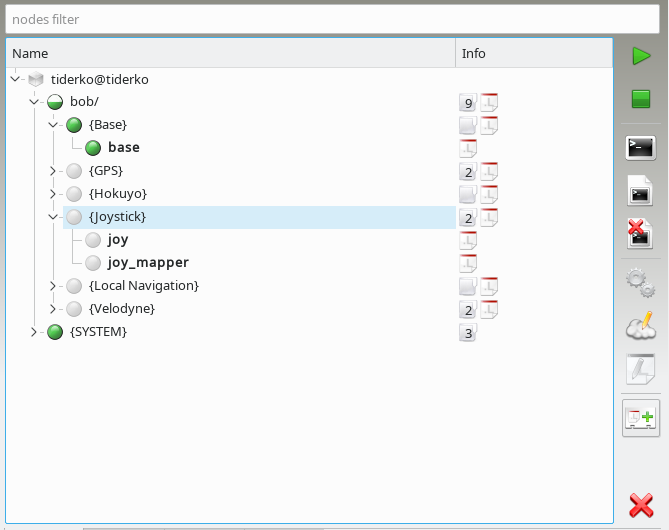 nodes filter
Name Info
tiderko@tiderko
bob/ 9
{Base}
base
{GPS} 2
{Hokuyo}
{Joystick} 2
joy
joy_mapper
{Local Navigation}
{Velodyne} 2
{SYSTEM} 3